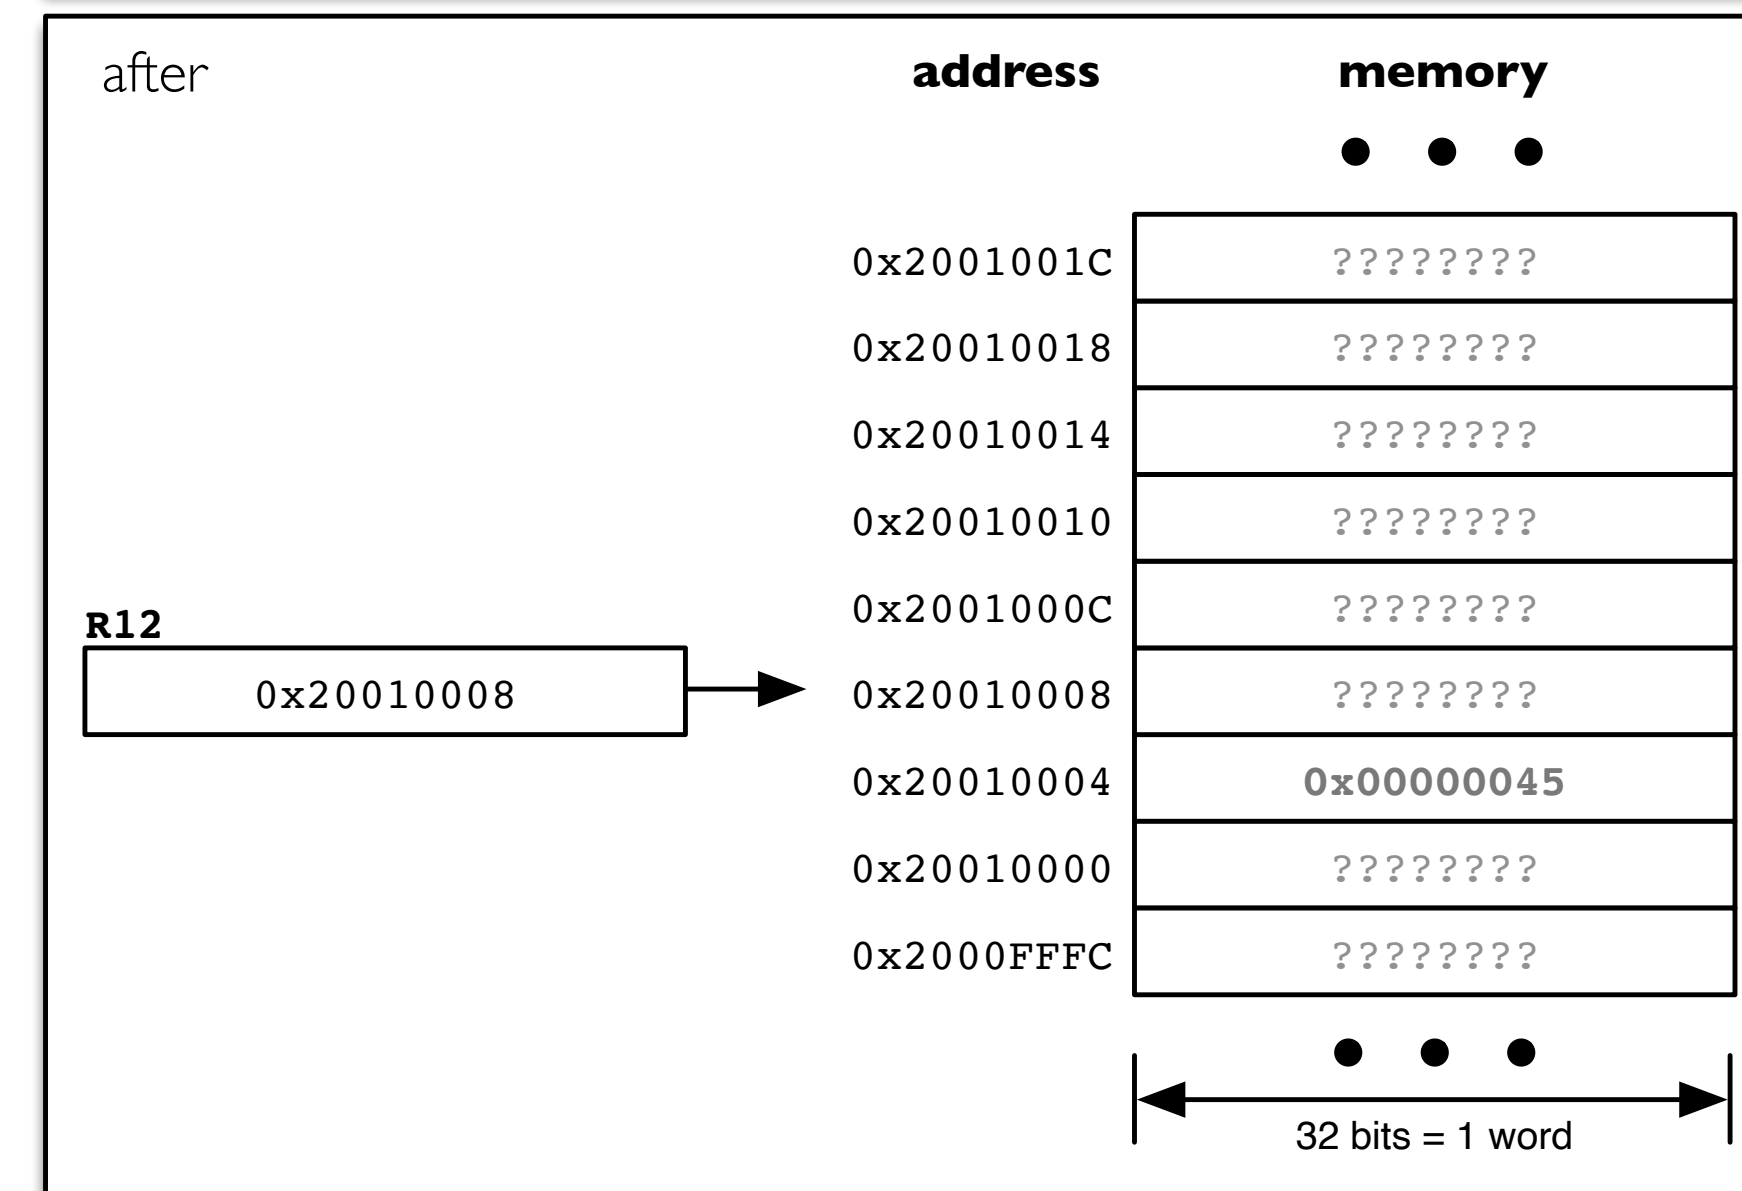 after address memory
• • •
0x2001001C ????????
0x20010018 ????????
0x20010014 ????????
0x20010010 ????????
0x2001000C ????????
R12
0x20010008 0x20010008 ????????
0x20010004 0x00000045
0x20010000 ????????
0x2000FFFC ????????
• • •
32 bits = 1 word